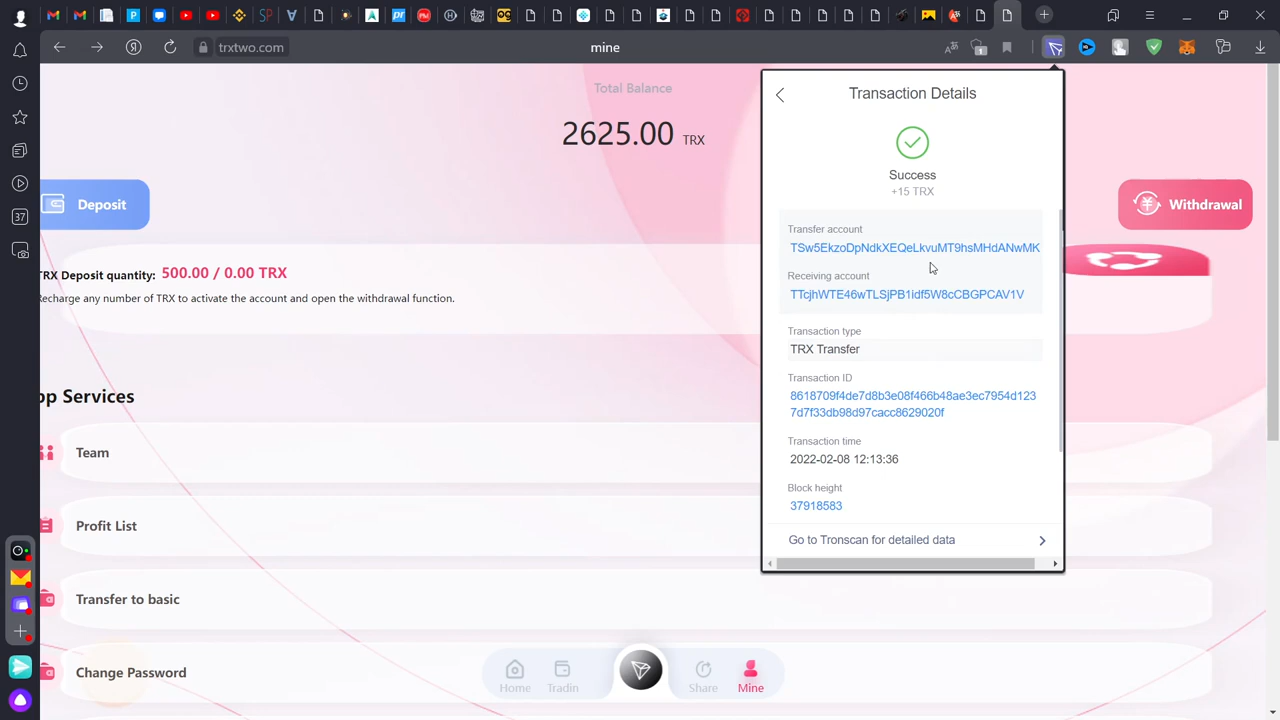 trxtwo.com
mine
37
Total Balance
2625.00 TRX
Deposit
Withdrawal
TRX Deposit quantity: 500.00 / 0.00 TRX
Recharge any number of TRX to activate the account and open the withdrawal function.
pp Services
Team
Profit List
Transfer to basic
Change Password
Home
Tradin
Share
Mine
Transaction Details
Success
+15 TRX
Transfer account
TSw5EkzoDpNdkXEQeLkvuMT9hsMHdANwMK
Receiving account
TTcjhWTE46wTLSjPB1idf5W8cCBGPCAV1V
Transaction type
TRX Transfer
Transaction ID
8618709f4de7d8b3e08f466b48ae3ec7954d123
7d7f33db98d97cacc8629020f
Transaction time
2022-02-08 12:13:36
Block height
37918583
Go to Tronscan for detailed data